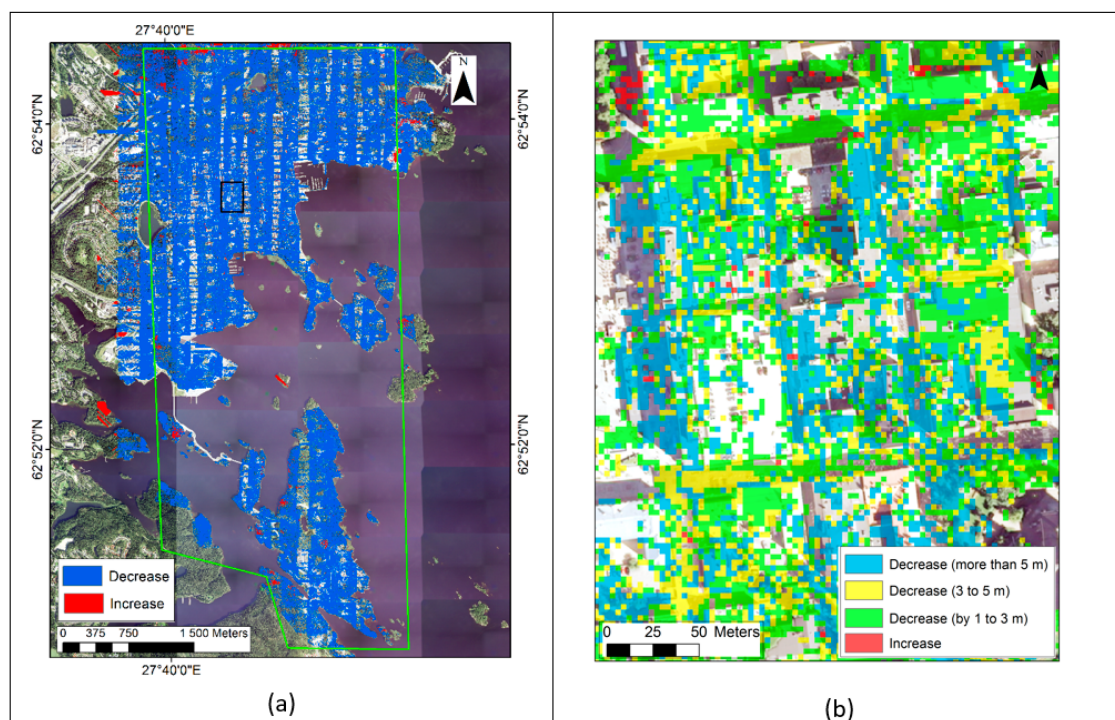 27°40'0"E
N
62°54'0"N
62°54'0"N
62°52'0"N
62°52'0"N
Decrease
Increase
0 375 750 1 500 Meters
27°40'0"E
(a)
N
Decrease (more than 5 m)
Decrease (3 to 5 m)
Decrease (by 1 to 3 m)
Increase
0 25 50 Meters
(b)